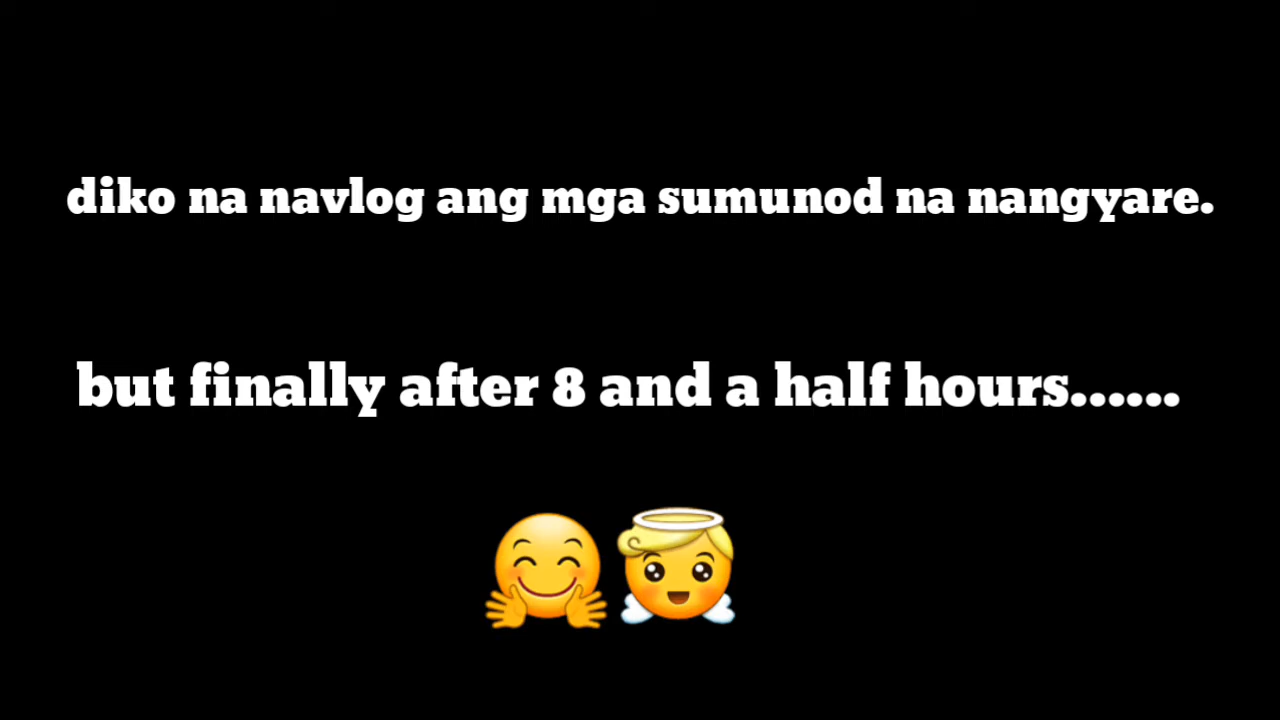 diko na navlog ang mga sumunod na nangyare.
but finally after 8 and a half hours......